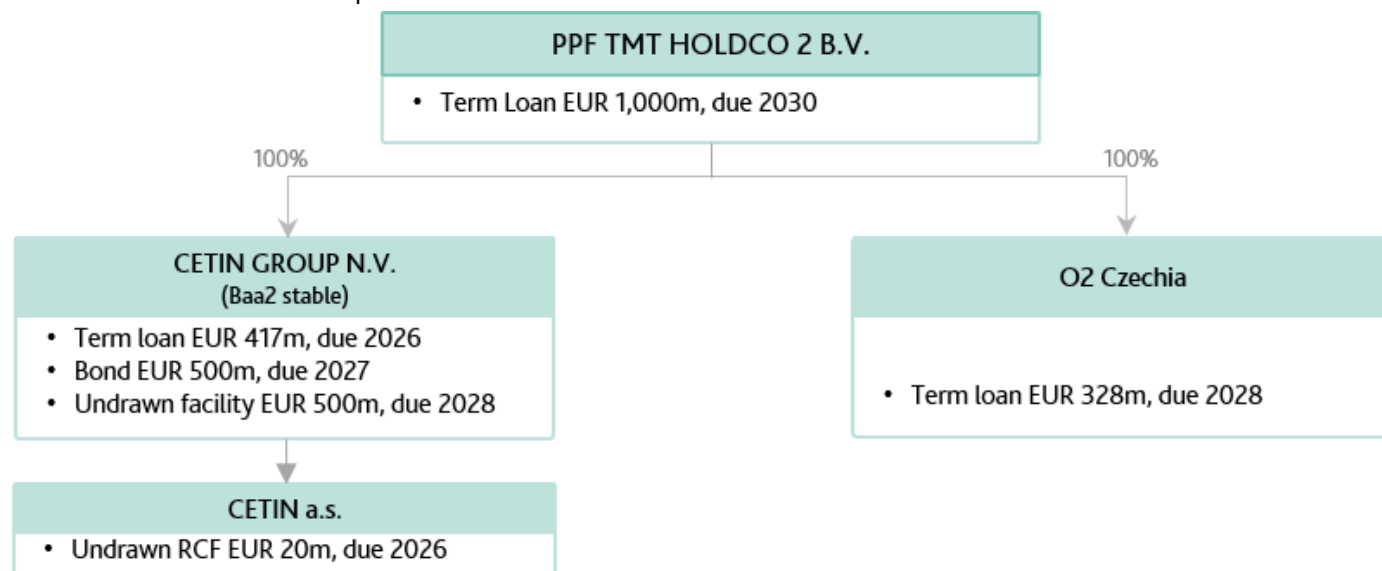 PPF TMT HOLDCO 2 B.V.
• Term Loan EUR 1,000m, due 2030
100%
100%
CETIN GROUP N.V.
(Baa2 stable)
• Term loan EUR 417m, due 2026
• Bond EUR 500m, due 2027
• Undrawn facility EUR 500m, due 2028
O2 Czechia
• Term loan EUR 328m, due 2028
CETIN a.s.
• Undrawn RCF EUR 20m, due 2026